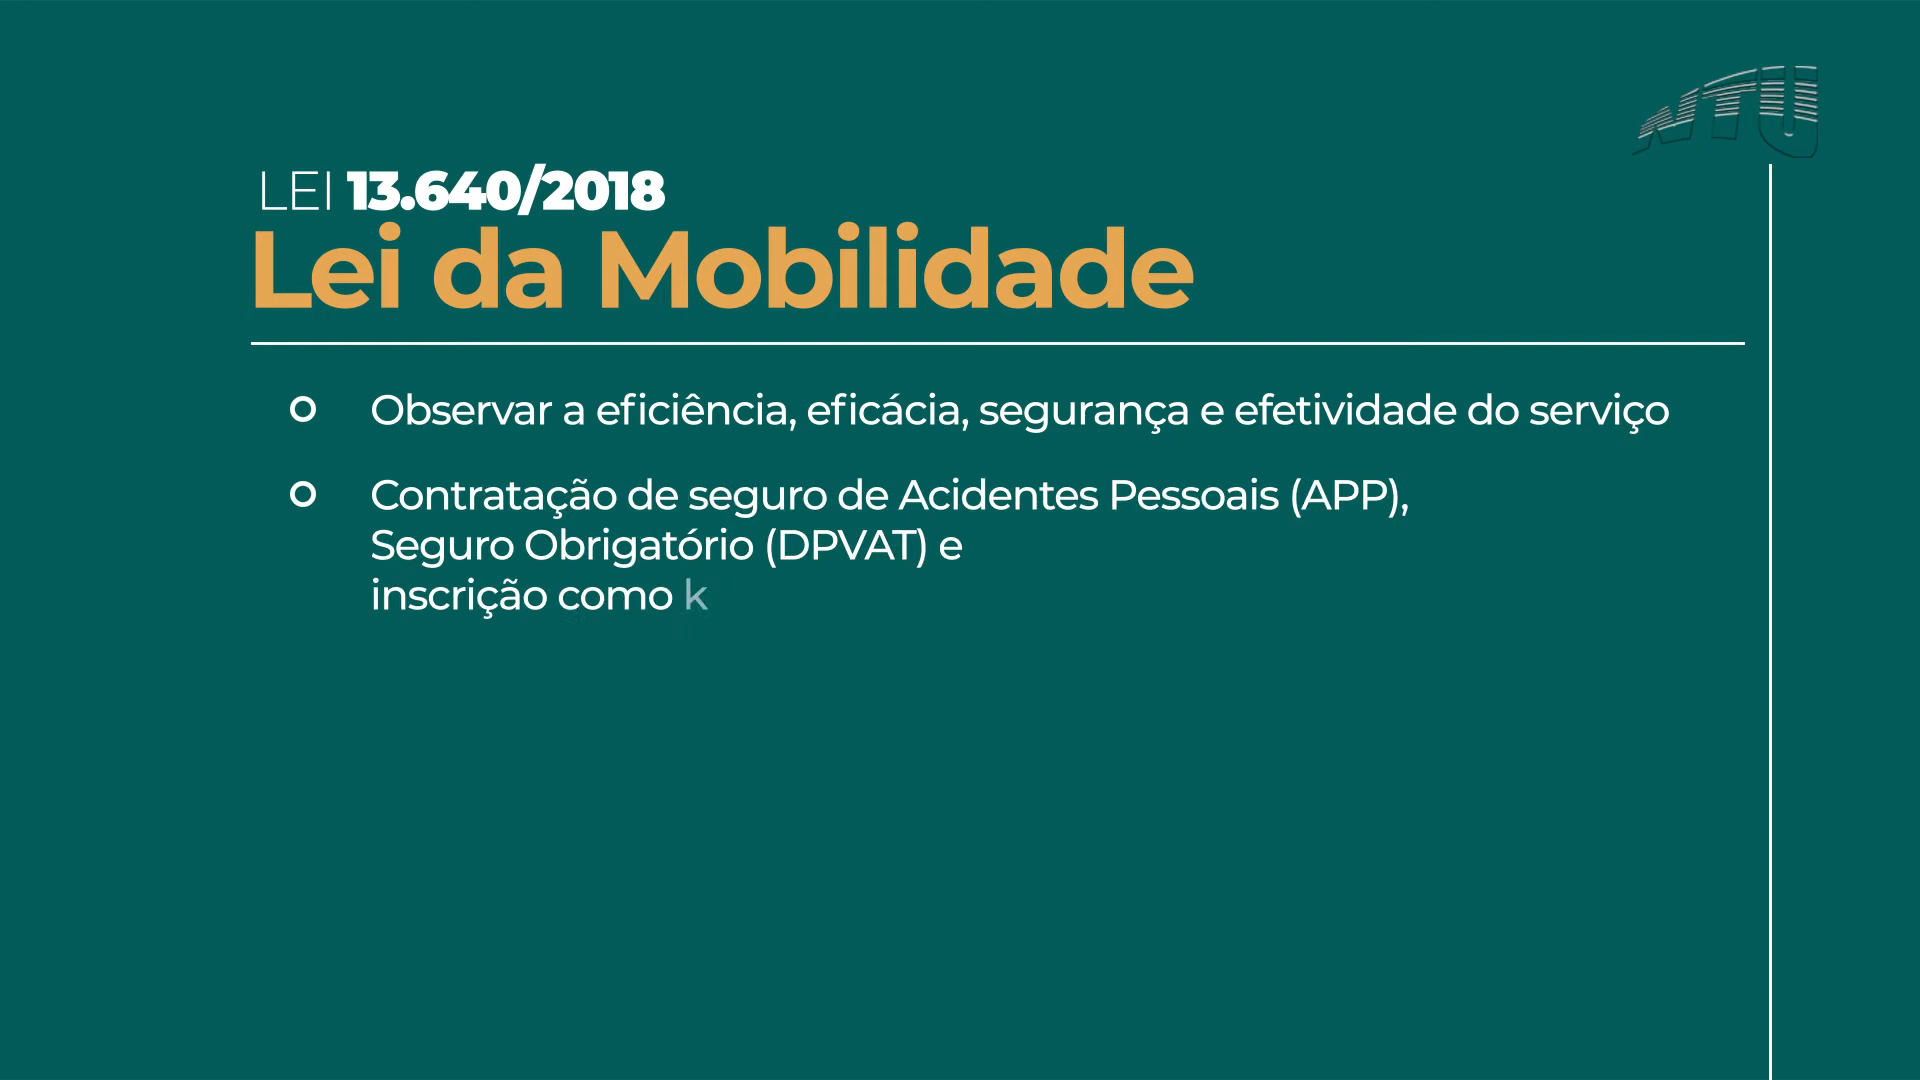 NTU
LEI 13.640/2018
Lei da Mobilidade
Observar a eficiência, eficácia, segurança e efetividade do serviço
Contratação de seguro de Acidentes Pessoais (APP),
Seguro Obrigatório (DPVAT) e
inscrição como k